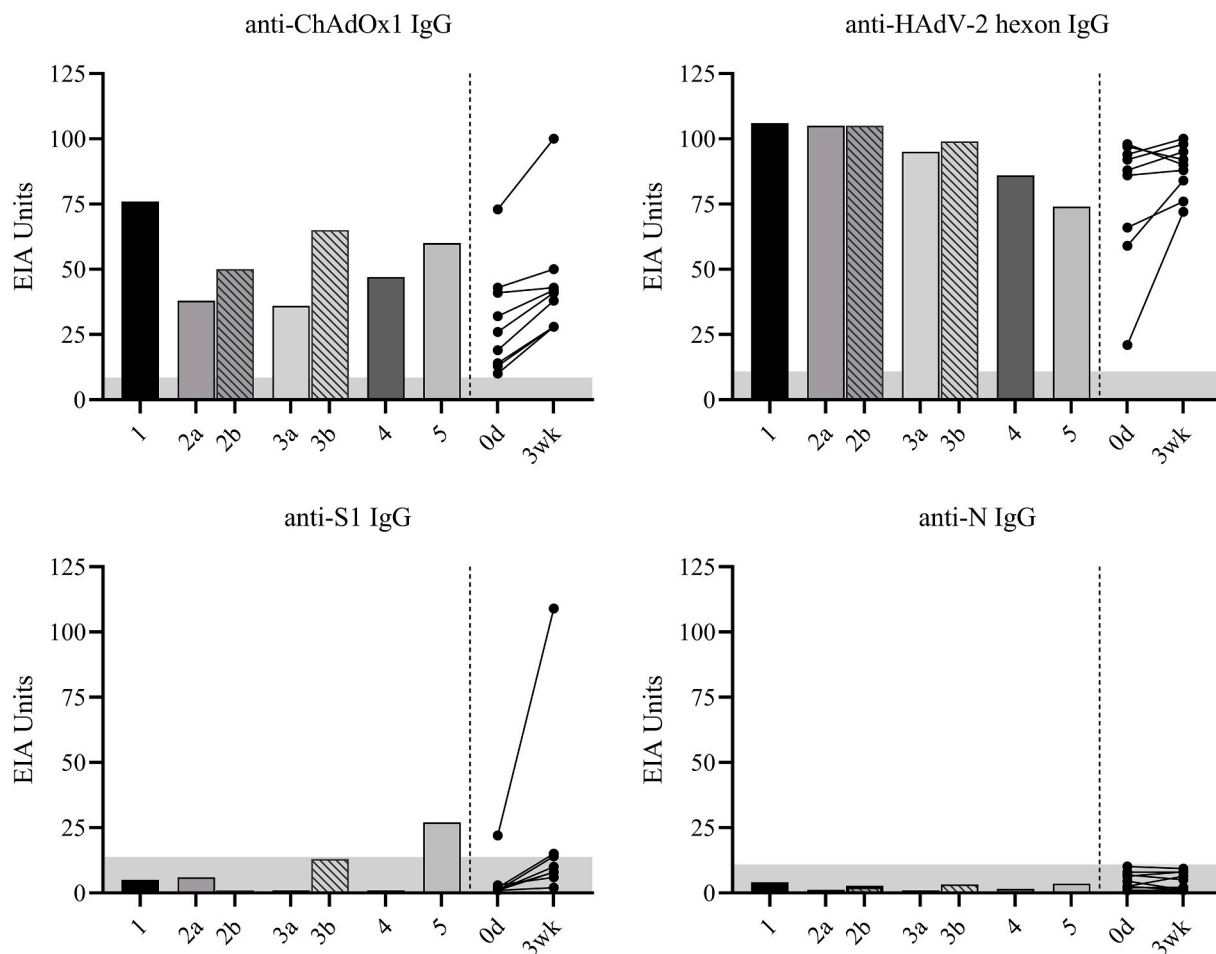 anti-ChAdOx1 IgG
EIA Units
125
100
75
50
25
0
1 2a 2b 3a 3b 4 5 0d 3wk
anti-HAdV-2 hexon IgG
EIA Units
125
100
75
50
25
0
1 2a 2b 3a 3b 4 5 0d 3wk
anti-S1 IgG
EIA Units
125
100
75
50
25
0
1 2a 2b 3a 3b 4 5 0d 3wk
anti-N IgG
EIA Units
125
100
75
50
25
0
1 2a 2b 3a 3b 4 5 0d 3wk